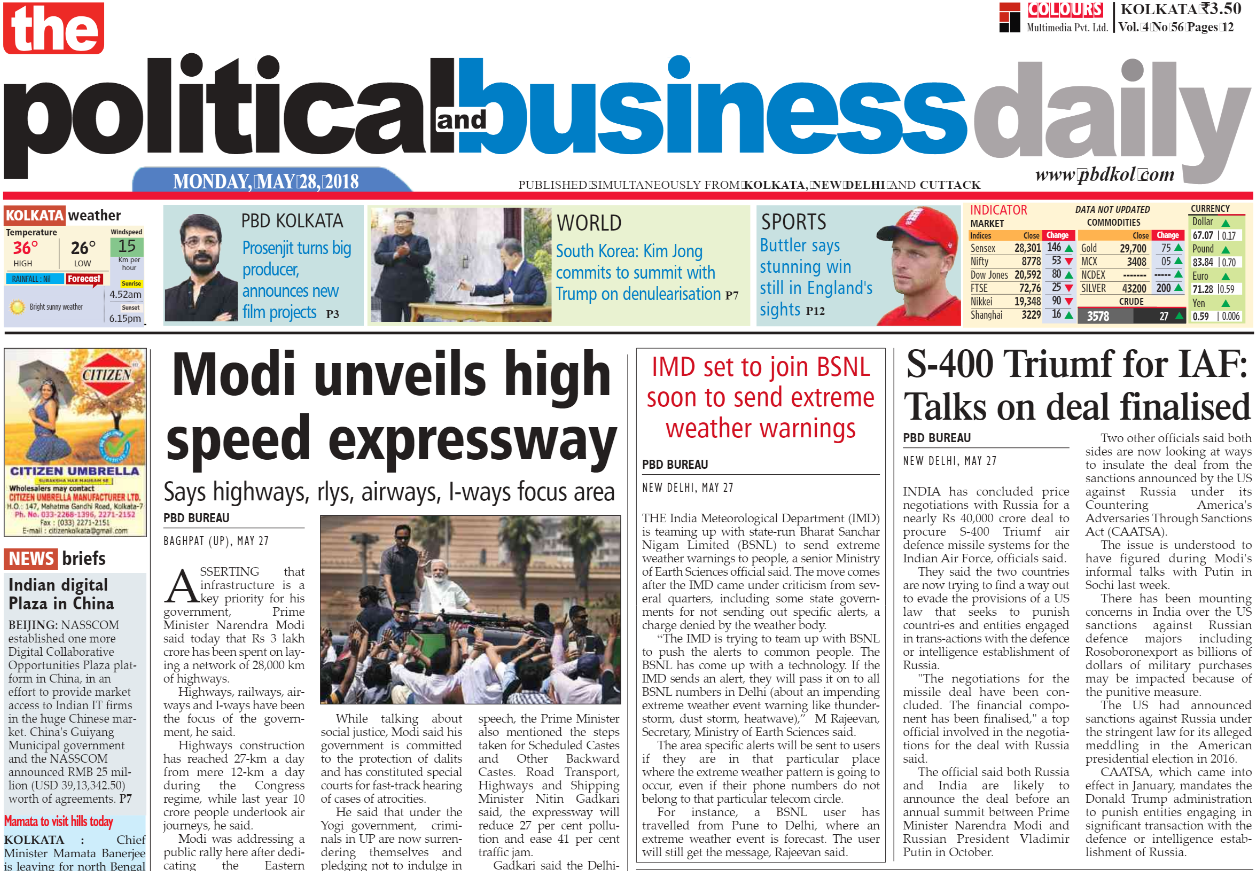 the
political and business daily
COLOURS
Multimedia Pvt. Ltd.
KOLKATA ₹3.50
Vol. 4 No 56 Pages 12
MONDAY, MAY 28, 2018
PUBLISHED SIMULTANEOUSLY FROM KOLKATA, NEW DELHI AND CUTTACK
www.pbdkol.com
KOLKATA weather
Temperature
36° 26°
HIGH LOW
RAINFALL : Nil Forecast
Bright sunny weather
Windspeed
15
Km per
hour
Sunrise
4.52am
Sunset
6.15pm
PBD KOLKATA
Prosenjit turns big
producer,
announces new
film projects P3
WORLD
South Korea: Kim Jong
commits to summit with
Trump on denulearisation P7
SPORTS
Buttler says
stunning win
still in England's
sights P12
INDICATOR DATA NOT UPDATED
MARKET
Indices Close Change
Sensex 28,301 146
Nifty 8778 53
Dow Jones 20,592 80
FTSE 72,76 25
Nikkei 19,348 90
Shanghai 3229 16
COMMODITIES
Close Change
Gold 29,700 75
MCX 3408 05
NCDEX ------- -----
SILVER 43200 200
CRUDE
3578 27
CURRENCY
Dollar
67.07 0.17
Pound
83.84 0.70
Euro
71.28 0.59
Yen
0.59 0.006
CITIZEN
CITIZEN UMBRELLA
SURAKSHA HAR MAUSAM SE
Wholesalers may contact
CITIZEN UMBRELLA MANUFACTURER LTD.
H.O.: 147, Mahatma Gandhi Road, Kolkata-7
Ph. No. 033-2268-1396, 2271-2152
Fax : (033) 2271-2151
E-mail : citizenkolkata@gmail.com
NEWS briefs
Indian digital
Plaza in China
BEIJING: NASSCOM
established one more
Digital Collaborative
Opportunities Plaza plat-
form in China, in an
effort to provide market
access to Indian IT firms
in the huge Chinese mar-
ket. China's Guiyang
Municipal government
and the NASSCOM
announced RMB 25 mil-
lion (USD 39,13,342.50)
worth of agreements. P7
Mamata to visit hills today
KOLKATA : Chief
Minister Mamata Banerjee
is leaving for north Bengal
Modi unveils high
speed expressway
Says highways, rlys, airways, I-ways focus area
PBD BUREAU
BAGHPAT (UP), MAY 27
ASSERTING that
infrastructure is a
key priority for his
government, Prime
Minister Narendra Modi
said today that Rs 3 lakh
crore has been spent on lay-
ing a network of 28,000 km
of highways.
Highways, railways, air-
ways and I-ways have been
the focus of the govern-
ment, he said.
Highways construction
has reached 27-km a day
from mere 12-km a day
during the Congress
regime, while last year 10
crore people undertook air
journeys, he said.
Modi was addressing a
public rally here after dedi-
cating the Eastern
While talking about
social justice, Modi said his
government is committed
to the protection of dalits
and has constituted special
courts for fast-track hearing
of cases of atrocities.
He said that under the
Yogi government, crimi-
nals in UP are now surren-
dering themselves and
pledging not to indulge in
speech, the Prime Minister
also mentioned the steps
taken for Scheduled Castes
and Other Backward
Castes. Road Transport,
Highways and Shipping
Minister Nitin Gadkari
said, the expressway will
reduce 27 per cent pollu-
tion and ease 41 per cent
traffic jam.
Gadkari said the Delhi-
IMD set to join BSNL
soon to send extreme
weather warnings
PBD BUREAU
NEW DELHI, MAY 27
THE India Meteorological Department (IMD)
is teaming up with state-run Bharat Sanchar
Nigam Limited (BSNL) to send extreme
weather warnings to people, a senior Ministry
of Earth Sciences official said. The move comes
after the IMD came under criticism from sev-
eral quarters, including some state govern-
ments for not sending out specific alerts, a
charge denied by the weather body.
“The IMD is trying to team up with BSNL
to push the alerts to common people. The
BSNL has come up with a technology. If the
IMD sends an alert, they will pass it on to all
BSNL numbers in Delhi (about an impending
extreme weather event warning like thunder-
storm, dust storm, heatwave),” M Rajeevan,
Secretary, Ministry of Earth Sciences said.
The area specific alerts will be sent to users
if they are in that particular place
where the extreme weather pattern is going to
occur, even if their phone numbers do not
belong to that particular telecom circle.
For instance, a BSNL user has
travelled from Pune to Delhi, where an
extreme weather event is forecast. The user
will still get the message, Rajeevan said.
S-400 Triumf for IAF:
Talks on deal finalised
PBD BUREAU
NEW DELHI, MAY 27
INDIA has concluded price
negotiations with Russia for a
nearly Rs 40,000 crore deal to
procure S-400 Triumf air
defence missile systems for the
Indian Air Force, officials said.
They said the two countries
are now trying to find a way out
to evade the provisions of a US
law that seeks to punish
countri-es and entities engaged
in trans-actions with the defence
or intelligence establishment of
Russia.
"The negotiations for the
missile deal have been con-
cluded. The financial compo-
nent has been finalised," a top
official involved in the negotia-
tions for the deal with Russia
said.
The official said both Russia
and India are likely to
announce the deal before an
annual summit between Prime
Minister Narendra Modi and
Russian President Vladimir
Putin in October.
Two other officials said both
sides are now looking at ways
to insulate the deal from the
sanctions announced by the US
against Russia under its
Countering America's
Adversaries Through Sanctions
Act (CAATSA).
The issue is understood to
have figured during Modi's
informal talks with Putin in
Sochi last week.
There has been mounting
concerns in India over the US
sanctions against Russian
defence majors including
Rosoboronexport as billions of
dollars of military purchases
may be impacted because of
the punitive measure.
The US had announced
sanctions against Russia under
the stringent law for its alleged
meddling in the American
presidential election in 2016.
CAATSA, which came into
effect in January, mandates the
Donald Trump administration
to punish entities engaging in
significant transaction with the
defence or intelligence estab-
lishment of Russia.